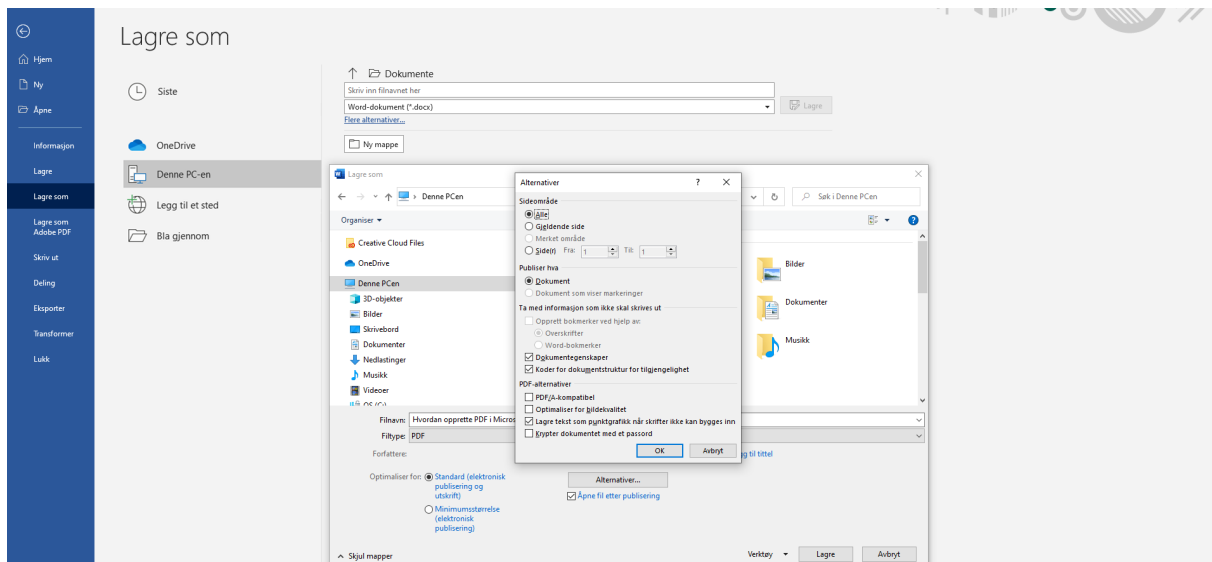 Lagre som
Hjem
Ny
Åpne
Informasjon
Lagre
Lagre som
Lagre som
Adobe PDF
Skriv ut
Deling
Eksporter
Transformer
Lukk
Siste
OneDrive
Denne PC-en
Legg til et sted
Bla gjennom
Dokumente
Skriv inn filnavnet her
Word-dokument (*.docx)
Lagre
Flere alternativer...
Ny mappe
Lagre som
Denne PCen
Søk i Denne PCen
Organiser
Creative Cloud Files
OneDrive
Denne PCen
3D-objekter
Bilder
Skrivebord
Dokumenter
Nedlastinger
Musikk
Videoer
Bilder
Dokumenter
Musikk
Filnavn: Hvordan opprette PDF i Micros
Filtype: PDF
Forfattere:
til tittel
Optimaliser for: Standard (elektronisk
publisering og
utskrift)
Minimumsstørrelse
(elektronisk
publisering)
Alternativer...
Åpne fil etter publisering
Skjul mapper
Verktøy
Lagre
Avbryt
Alternativer
?
Sideområde
Alle
Gjeldende side
Merket område
Side(r) Fra: 1 Til: 1
Publiser hva
Dokument
Dokument som viser markeringer
Ta med informasjon som ikke skal skrives ut
Opprett bokmerker ved hjelp av:
Overskrifter
Word-bokmerker
Dokumentegenskaper
Koder for dokumentstruktur for tilgjengelighet
PDF-alternativer
PDF/A-kompatibel
Optimaliser for bildekvalitet
Lagre tekst som punktgrafikk når skrifter ikke kan bygges inn
Krypter dokumentet med et passord
OK
Avbryt